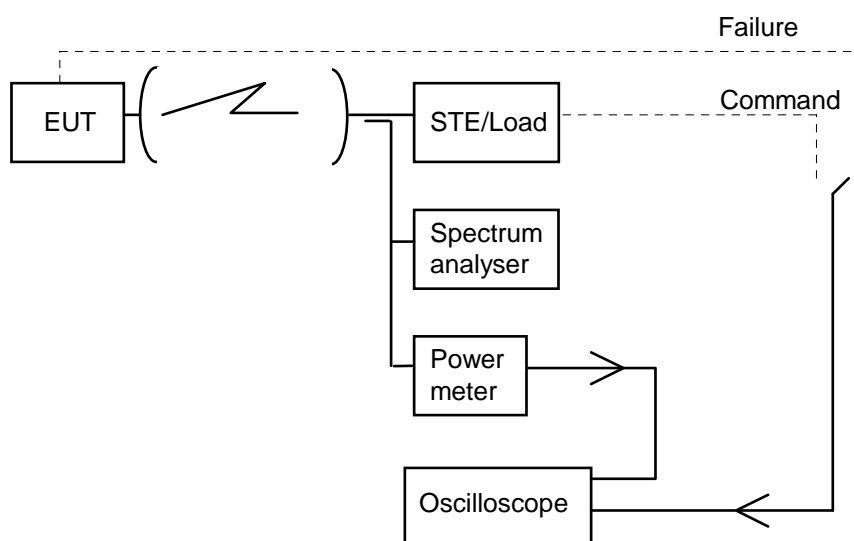 Failure
EUT
STE/Load
Command
Spectrum
analyser
Power
meter
Oscilloscope